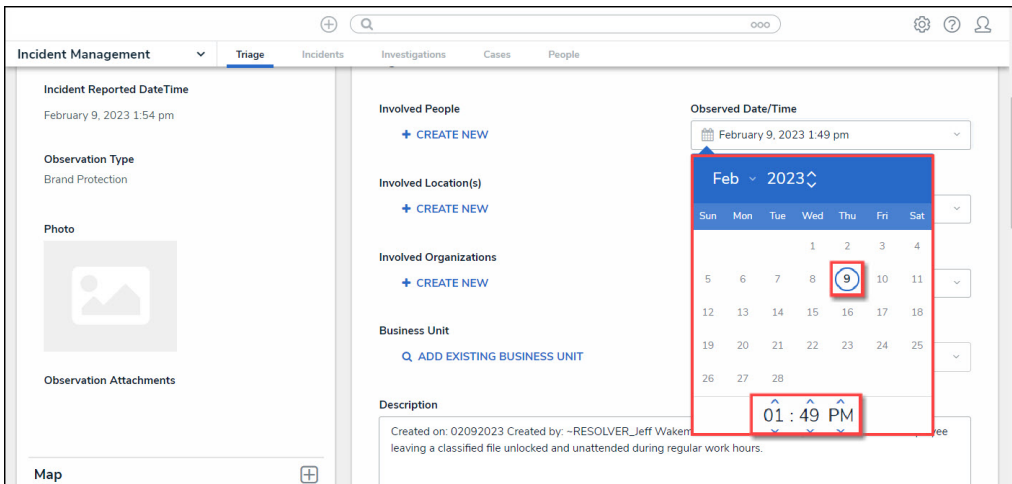 Incident Management
Triage
Incidents
Investigations
Cases
People
Incident Reported DateTime
February 9, 2023 1:54 pm
Observation Type
Brand Protection
Photo
Observation Attachments
Map
Involved People
+ CREATE NEW
Involved Location(s)
+ CREATE NEW
Involved Organizations
+ CREATE NEW
Business Unit
ADD EXISTING BUSINESS UNIT
Observed Date/Time
February 9, 2023 1:49 pm
Feb 2023
Sun Mon Tue Wed Thu Fri Sat
1 2 3 4
5 6 7 8 9 10 11
12 13 14 15 16 17 18
19 20 21 22 23 24 25
26 27 28
01 : 49 PM
Description
Created on: 02092023 Created by: ~RESOLVER_Jeff Wakem
leaving a classified file unlocked and unattended during regular work hours.